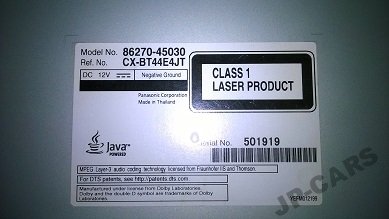 Model No. 86270-45030
Ref. No. CX-BT44E4JT
DC 12V Negative Ground
Panasonic Corporation
Made in
CLASS 1
LASER PRODUCT
Java
POWERED
Serial No. 501919
MPEG Layer-3 audio coding technology licensed from Fraunhofer IIS and Thomson.
For DTS patents, see http://patents.dts.com.
Manufactured under license from Dolby Laboratories.
Dolby and the double-D symbol are trademarks of
Dolby Laboratories.
YEFM012199
JP-CARS